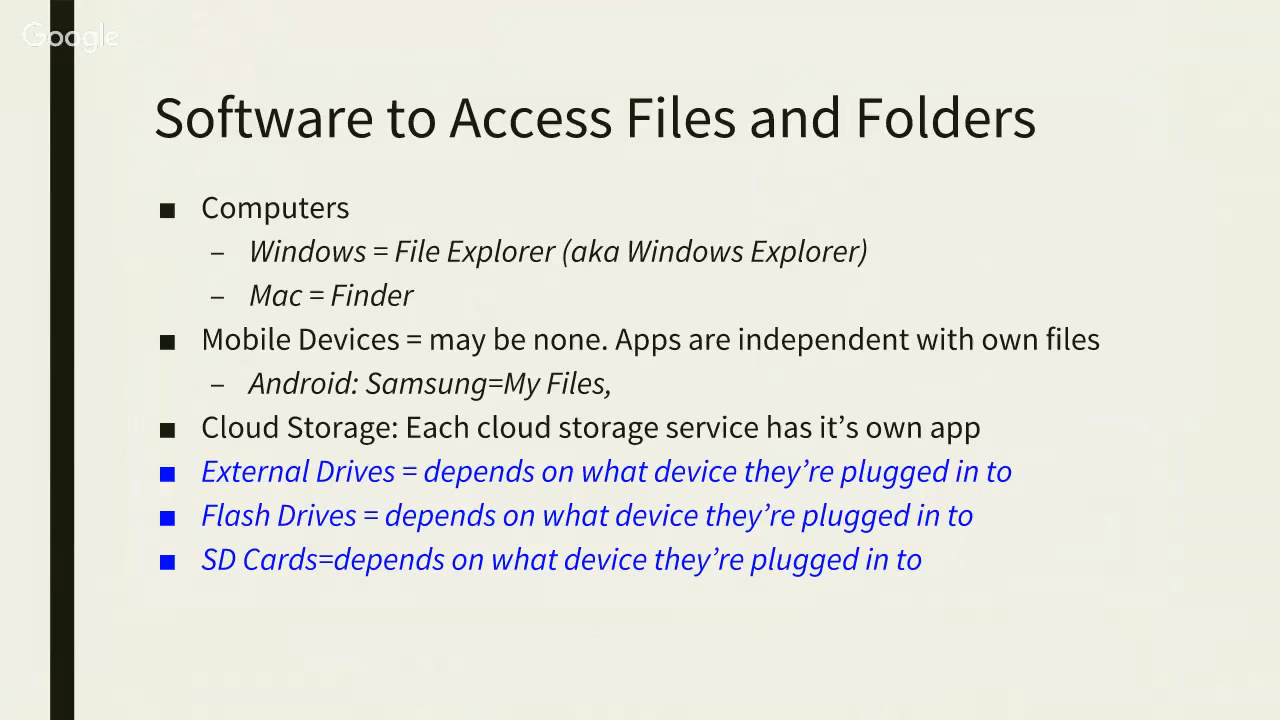 Google
Software to Access Files and Folders
■ Computers
– Windows = File Explorer (aka Windows Explorer)
– Mac = Finder
■ Mobile Devices = may be none. Apps are independent with own files
– Android: Samsung=My Files,
■ Cloud Storage: Each cloud storage service has it’s own app
■ External Drives = depends on what device they’re plugged in to
■ Flash Drives = depends on what device they’re plugged in to
■ SD Cards=depends on what device they’re plugged in to